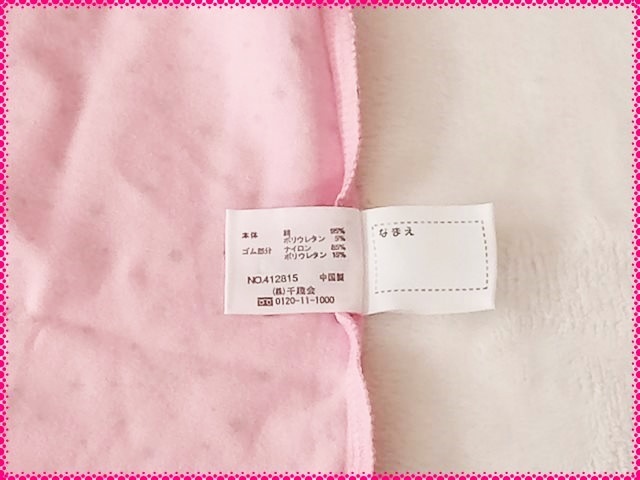 本体 綿 95%
ポリウレタン 5%
ゴム部分 ナイロン 85%
ポリウレタン 15%
NO.412815 中国製
(株)千趣会
0120-11-1000
なまえ